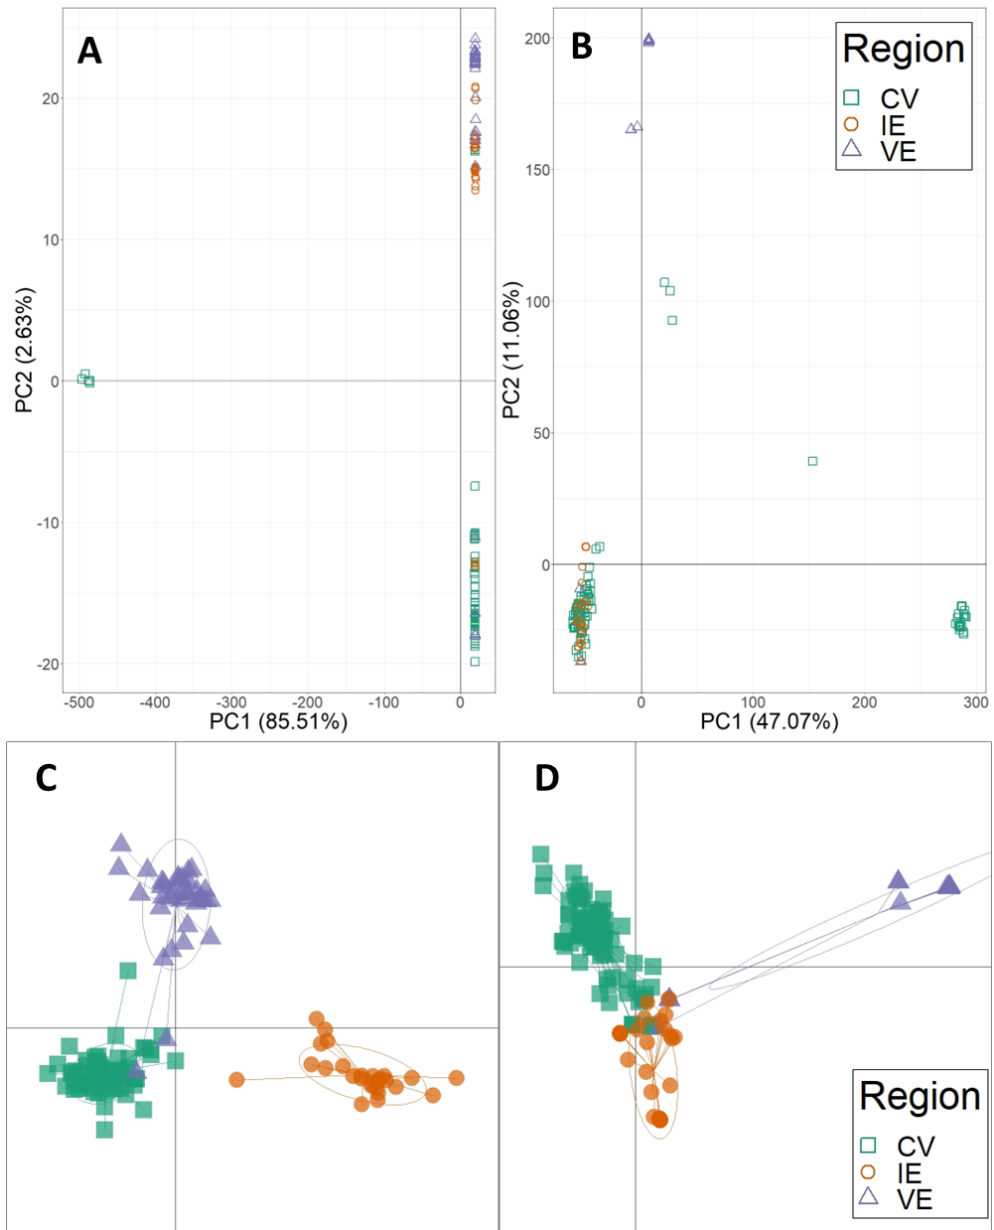 A
B
Region
CV
IE
VE
20
10
0
-10
-20
PC2 (2.63%)
-500
-400
-300
-200
-100
0
PC1 (85.51%)
200
150
100
50
0
PC2 (11.06%)
0
100
200
300
PC1 (47.07%)
C
D
Region
CV
IE
VE